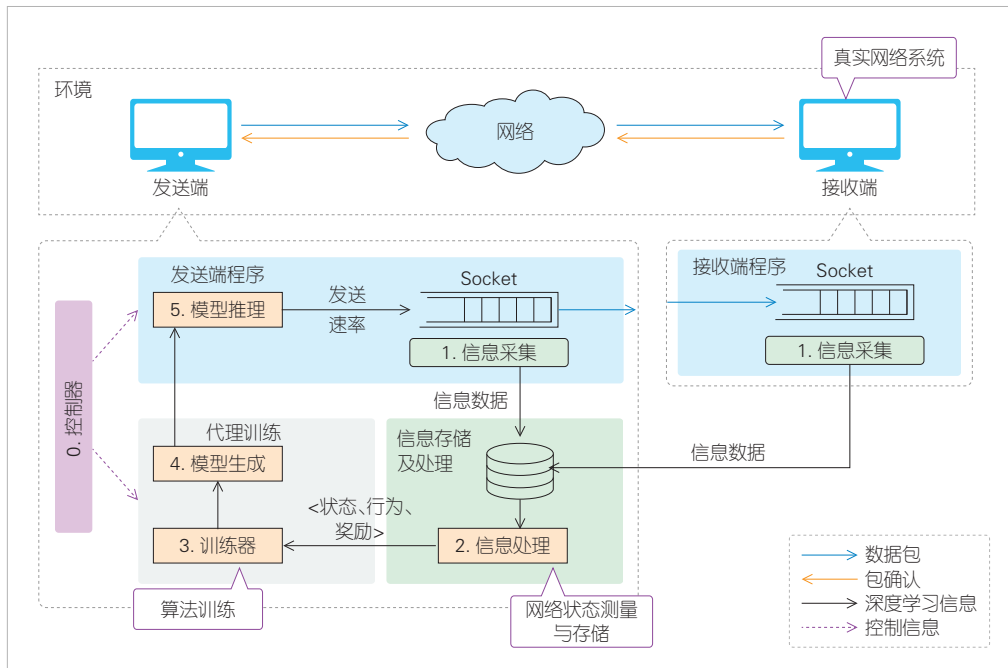 真实网络系统
环境
网络
发送端
接收端
发送端程序
Socket
5. 模型推理
发送
速率
1. 信息采集
接收端程序
Socket
1. 信息采集
0. 控制器
信息数据
代理训练
4. 模型生成
信息存储
及处理
信息数据
<状态、行为、
奖励>
3. 训练器
2. 信息处理
算法训练
网络状态测量
与存储
数据包
包确认
深度学习信息
控制信息